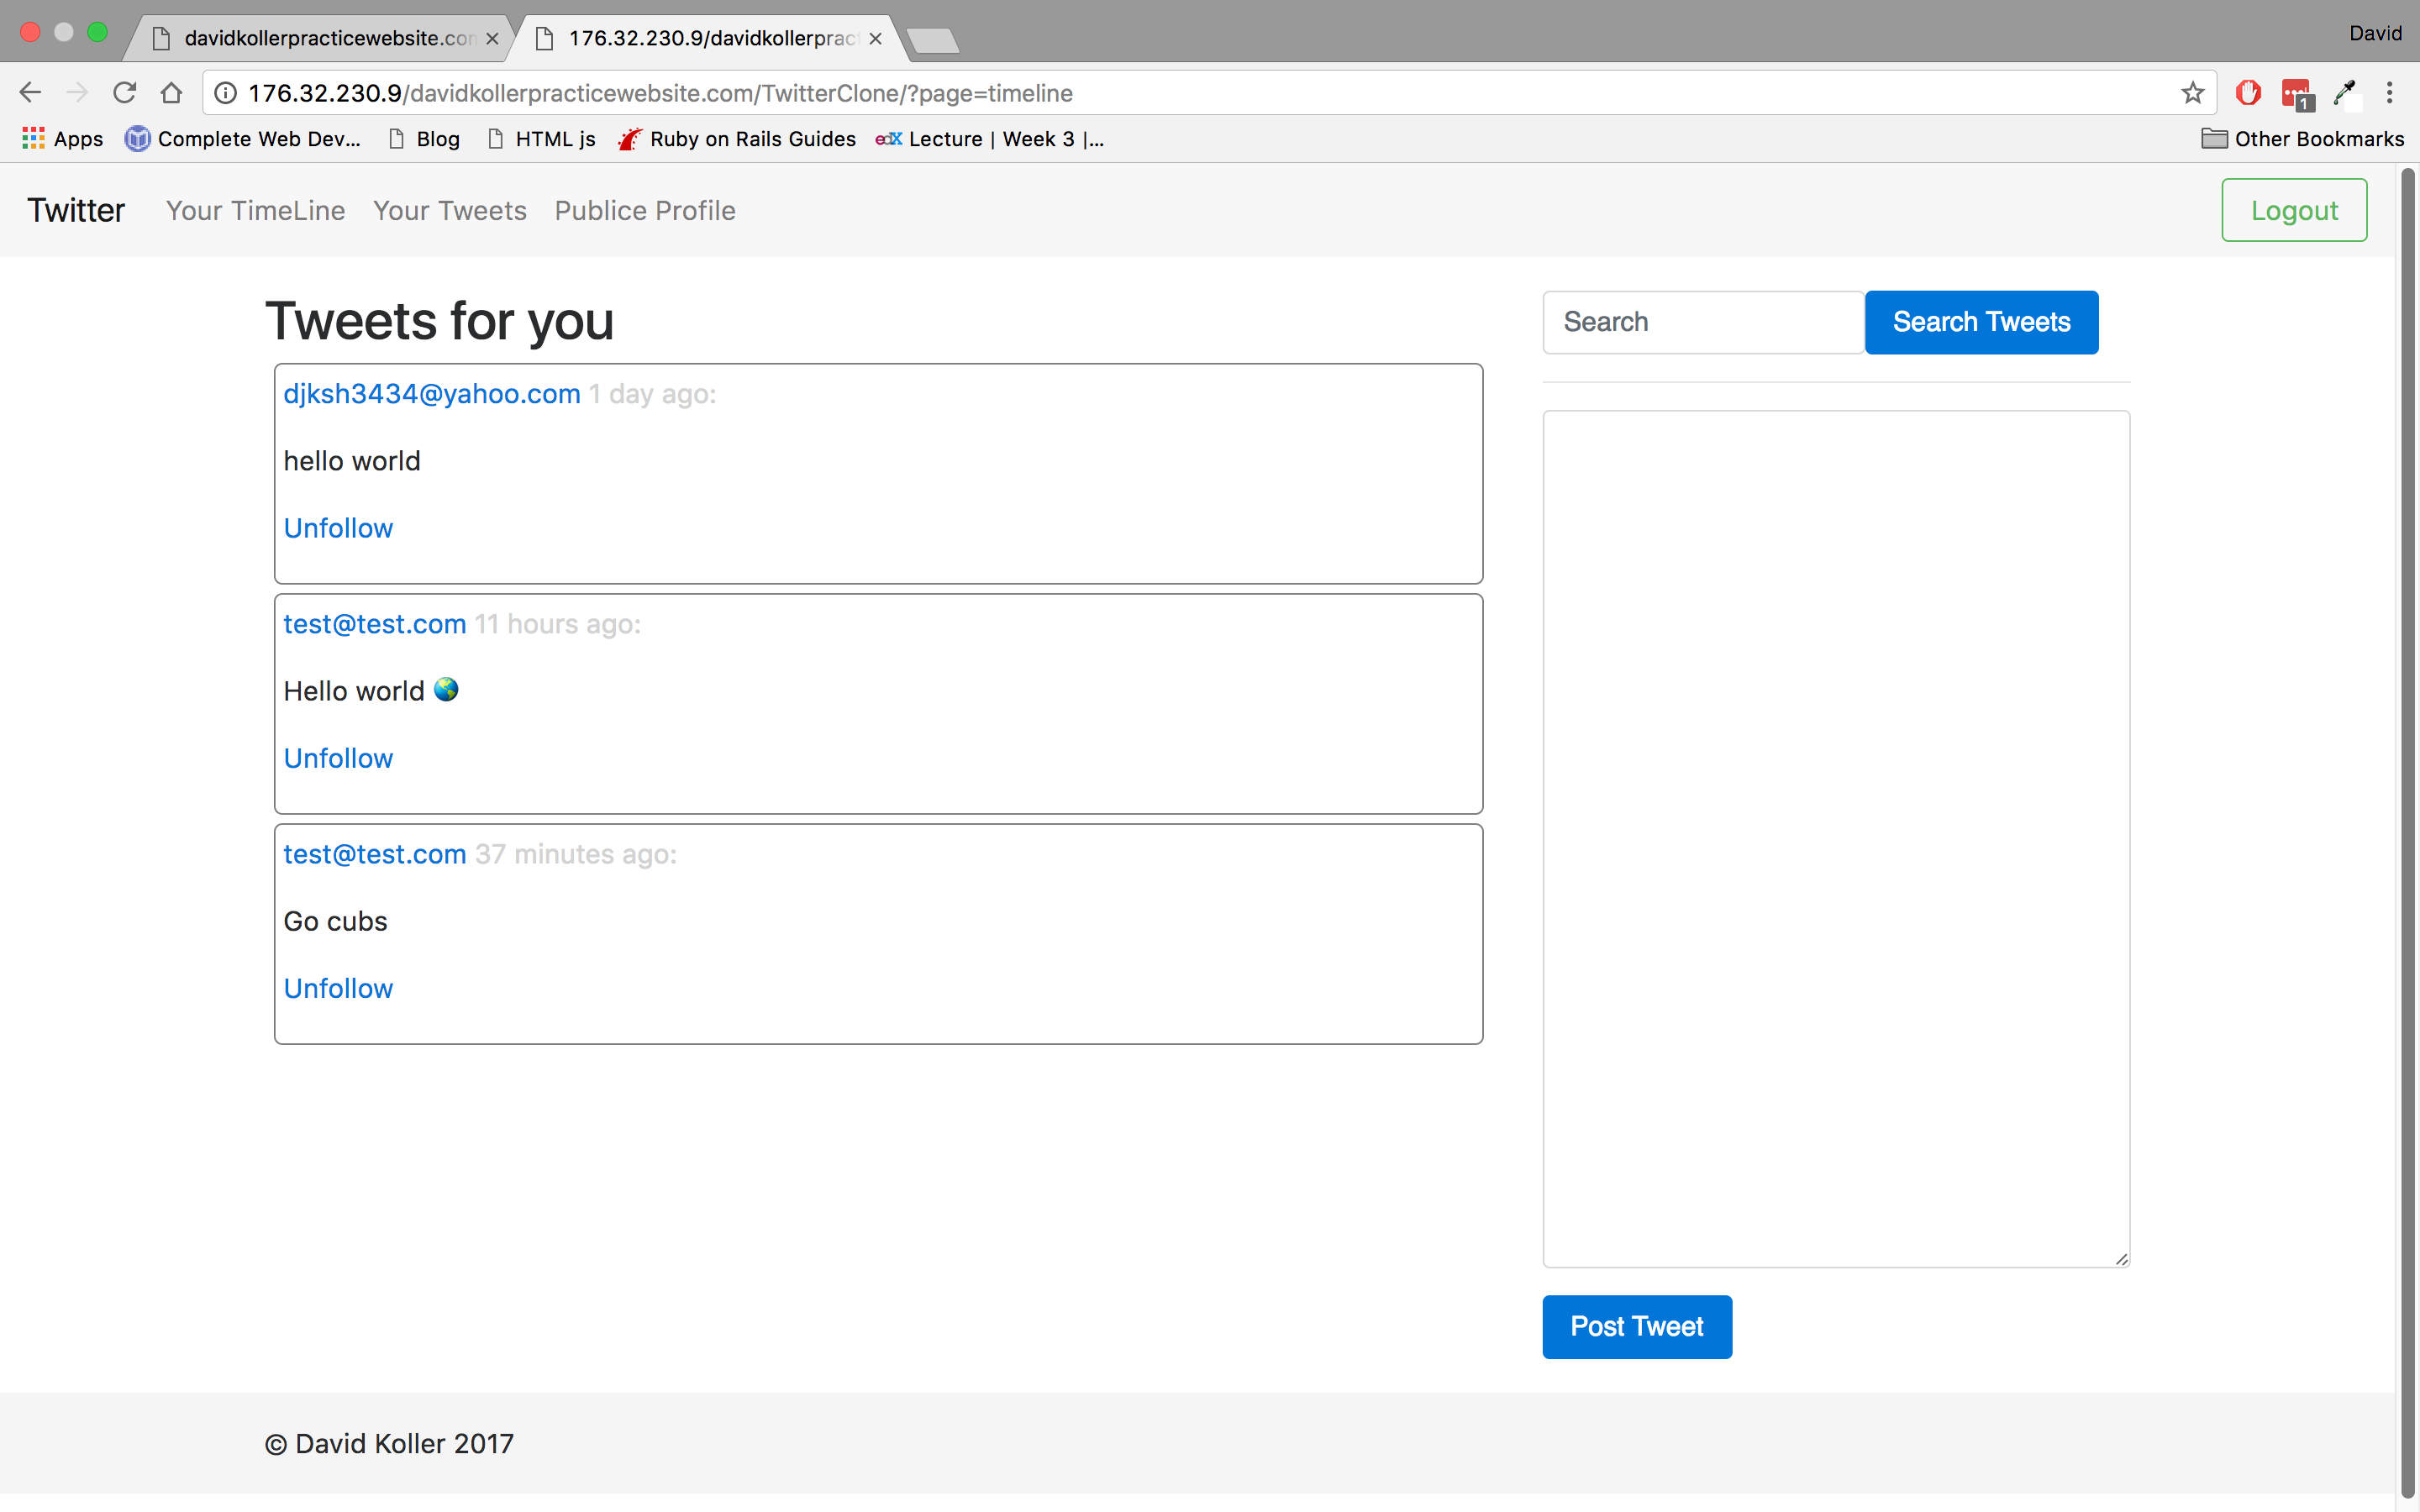 David
davidkollerpracticewebsite.con
176.32.230.9/davidkollerpract
176.32.230.9/davidkollerpracticewebsite.com/TwitterClone/?page=timeline
1
Apps Complete Web Dev... Blog HTML js Ruby on Rails Guides edX Lecture | Week 3 |... Other Bookmarks
Twitter Your TimeLine Your Tweets Publice Profile Logout
Tweets for you
djksh3434@yahoo.com 1 day ago:
hello world
Unfollow
test@test.com 11 hours ago:
Hello world 🌎
Unfollow
test@test.com 37 minutes ago:
Go cubs
Unfollow
Search Search Tweets
Post Tweet
© David Koller 2017